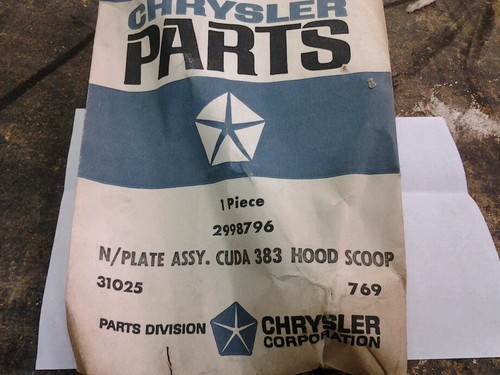 CHRYSLER
PARTS
1 Piece
2998796
N/PLATE ASSY. CUDA 383 HOOD SCOOP
31025 769
PARTS DIVISION CHRYSLER
CORPORATION